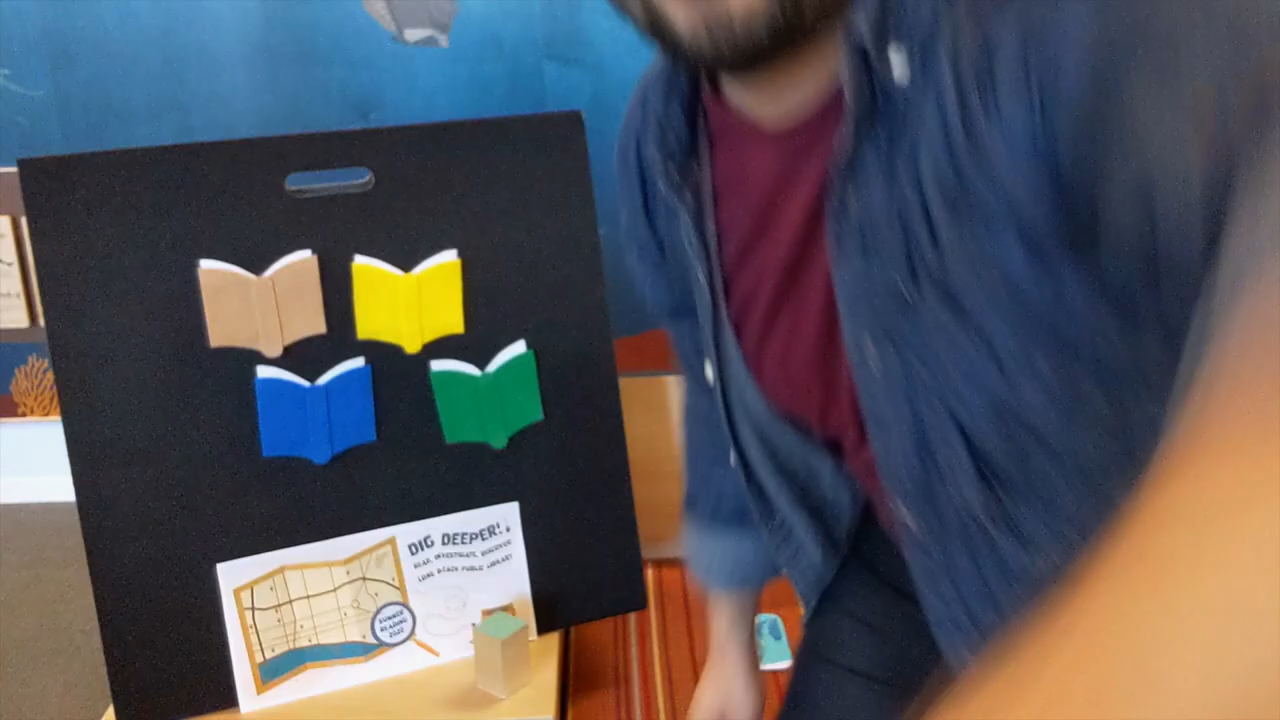 DIG DEEPER!
READ, INVESTIGATE, DISCOVER
LONG BEACH PUBLIC LIBRARY
SUMMER
READING
2022